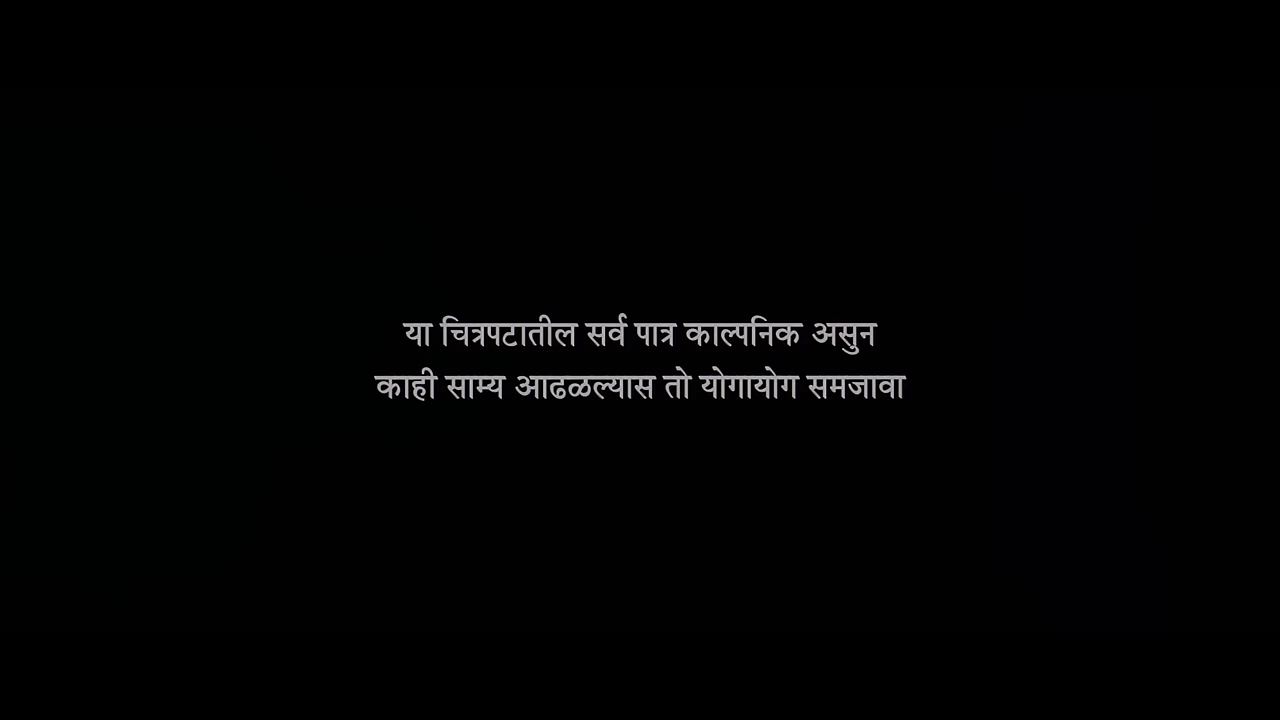 या चित्रपटातील सर्व पात्र काल्पनिक असुन
काही साम्य आढळल्यास तो योगायोग समजावा